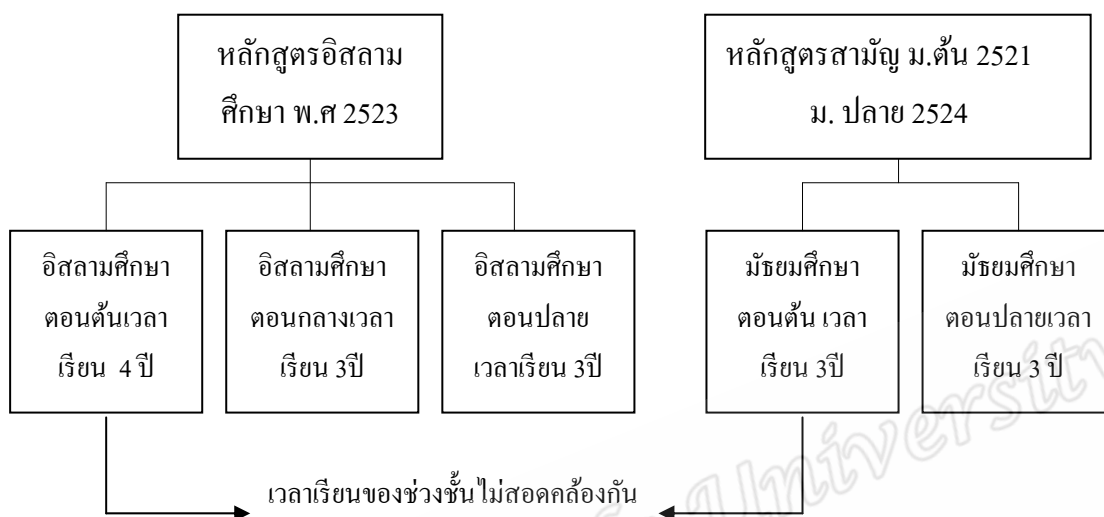 หลักสูตรอิสลาม
ศึกษา พ.ศ 2523
หลักสูตรสามัญ ม.ต้น 2521
ม. ปลาย 2524
อิสลามศึกษา
ตอนต้นเวลา
เรียน 4 ปี
อิสลามศึกษา
ตอนกลางเวลา
เรียน 3ปี
อิสลามศึกษา
ตอนปลาย
เวลาเรียน 3ปี
มัธยมศึกษา
ตอนต้น เวลา
เรียน 3ปี
มัธยมศึกษา
ตอนปลายเวลา
เรียน 3 ปี
เวลาเรียนของช่วงชั้นไม่สอดคล้องกัน
University